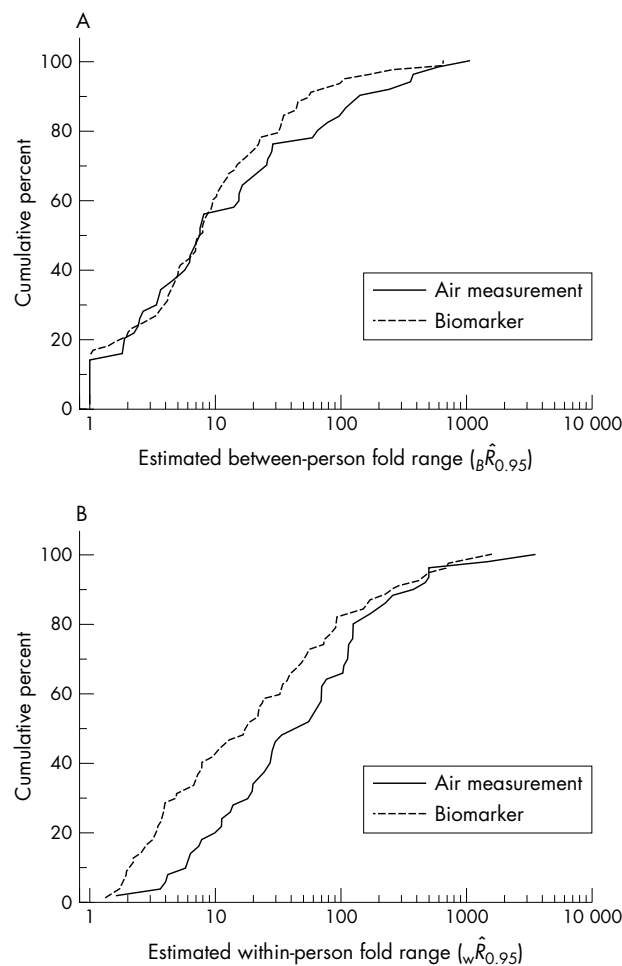 A
Cumulative percent
100
80
60
40
20
0
Air measurement
Biomarker
1 10 100 1000 10 000
Estimated between-person fold range (BR̂0.95)
B
Cumulative percent
100
80
60
40
20
0
Air measurement
Biomarker
1 10 100 1000 10 000
Estimated within-person fold range (wR̂0.95)